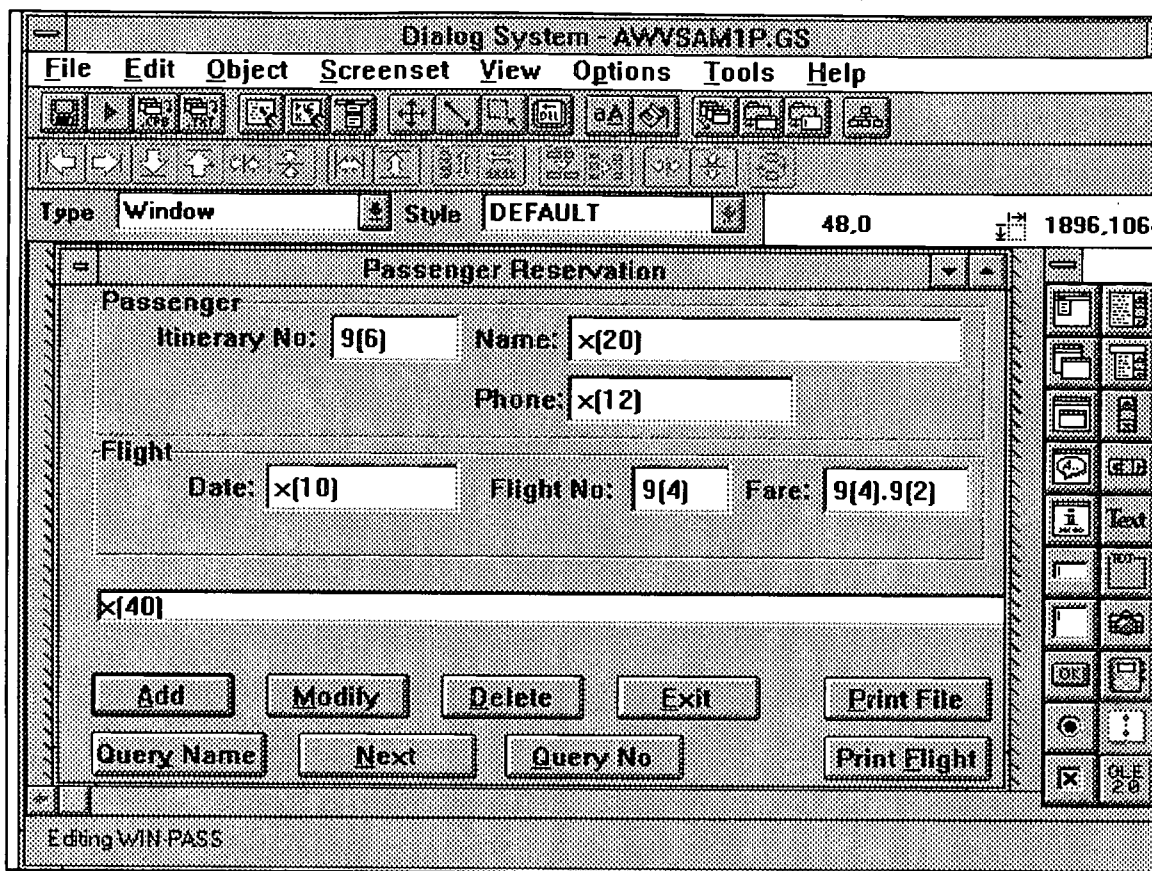 Dialog System - AWVSAM1P.GS
File Edit Object Screenset View Options Tools Help
Type Window Style DEFAULT 48,0 1896,106
Passenger Reservation
Passenger
Itinerary No: 9(6) Name: x(20)
Phone: x(12)
Flight
Date: x(10) Flight No: 9(4) Fare: 9(4).9(2)
Text
x(40)
Add Modify Delete Exit Print File
OK
Query Name Next Query No Print Flight
OLE
2 0
Editing WIN-PASS